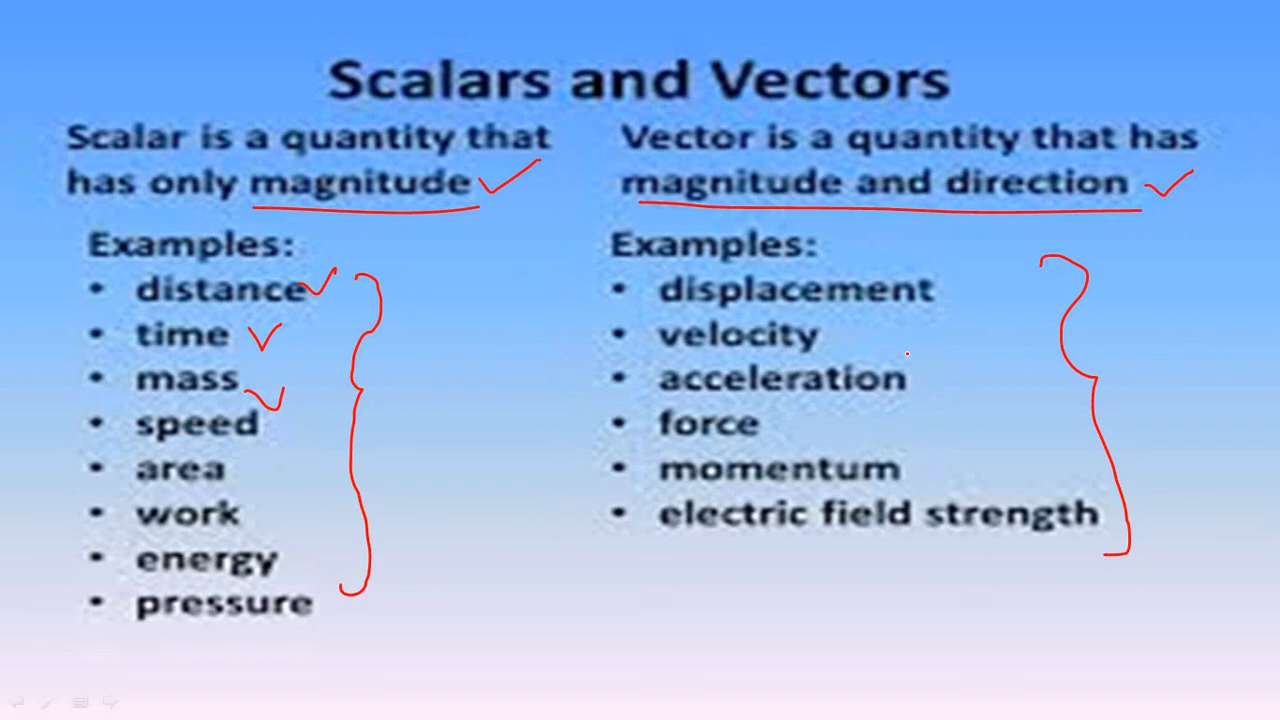 Scalars and Vectors
Scalar is a quantity that
has only magnitude
Examples:
• distance
• time
• mass
• speed
• area
• work
• energy
• pressure
Vector is a quantity that has
magnitude and direction
Examples:
• displacement
• velocity
• acceleration
• force
• momentum
• electric field strength